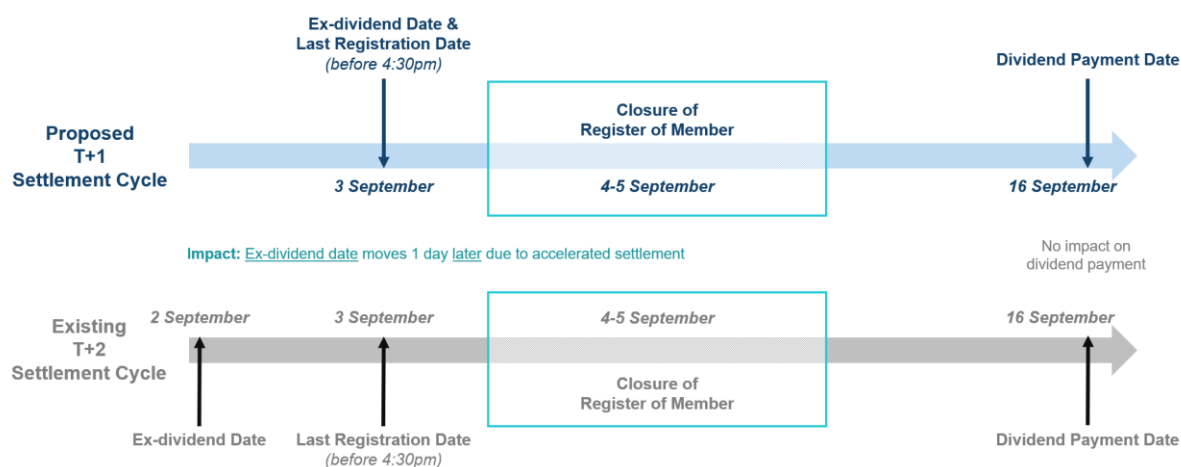 Ex-dividend Date &
Last Registration Date
(before 4:30pm)
Dividend Payment Date
Closure of
Register of Member
Proposed
T+1
Settlement Cycle
3 September
4-5 September
16 September
Impact: Ex-dividend date moves 1 day later due to accelerated settlement
No impact on
dividend payment
2 September
3 September
4-5 September
16 September
Existing
T+2
Settlement Cycle
Closure of
Register of Member
Ex-dividend Date
Last Registration Date
(before 4:30pm)
Dividend Payment Date